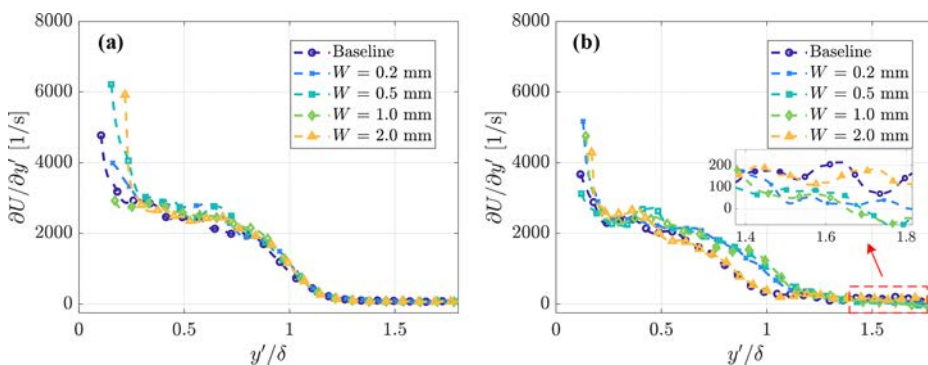 (a)
8000
6000
4000
2000
0
0
0.5
1
1.5
∂U/∂y′ [1/s]
y′/δ
Baseline
W = 0.2 mm
W = 0.5 mm
W = 1.0 mm
W = 2.0 mm
(b)
8000
6000
4000
2000
0
0
0.5
1
1.5
∂U/∂y′ [1/s]
y′/δ
Baseline
W = 0.2 mm
W = 0.5 mm
W = 1.0 mm
W = 2.0 mm
200
100
0
1.4
1.6
1.8